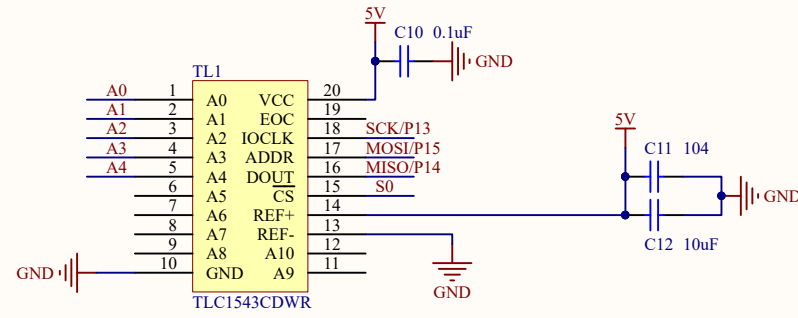 5V
C10 0.1uF
GND
TL1
A0 1 A0 VCC 20
A1 2 A1 EOC 19
A2 3 A2 IOCLK 18 SCK/P13
A3 4 A3 ADDR 17 MOSI/P15
A4 5 A4 DOUT 16 MISO/P14
6 A5 CS 15 S0
7 A6 REF+ 14
8 A7 REF- 13
9 A8 A10 12
GND 10 GND A9 11
TLC1543CDWR
GND
5V
C11 104
GND
C12 10uF